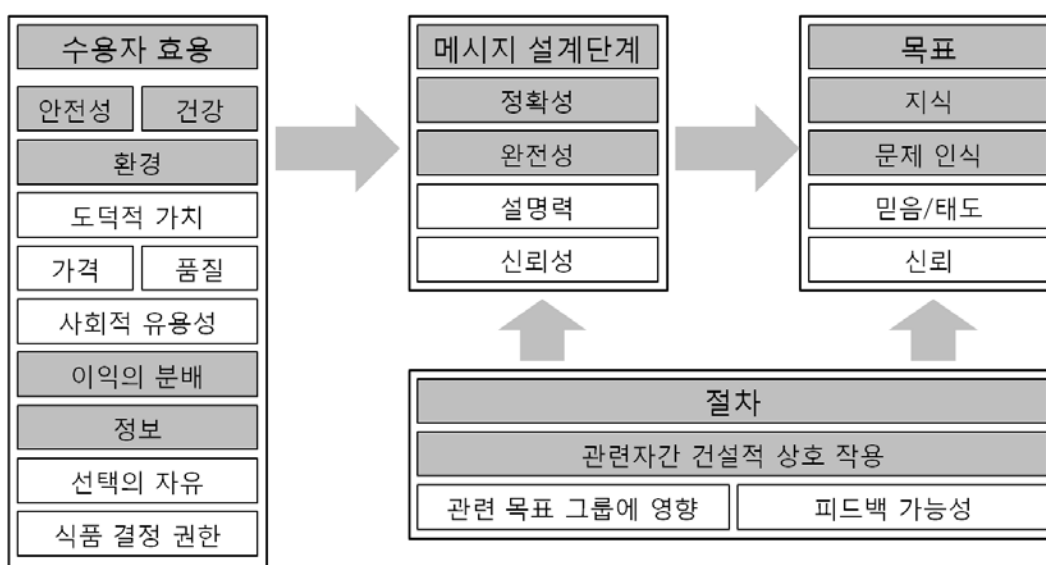 수용자 효용
안전성 건강
환경
도덕적 가치
가격 품질
사회적 유용성
이익의 분배
정보
선택의 자유
식품 결정 권한
메시지 설계단계
정확성
완전성
설명력
신뢰성
목표
지식
문제 인식
믿음/태도
신뢰
절차
관련자간 건설적 상호 작용
관련 목표 그룹에 영향 피드백 가능성